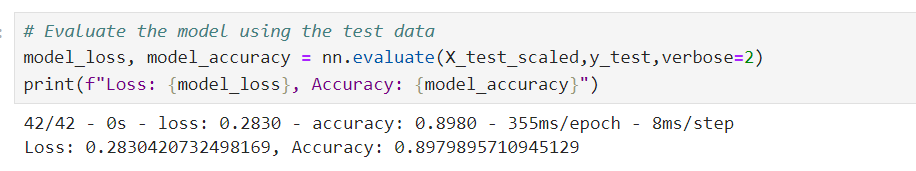 # Evaluate the model using the test data
model_loss, model_accuracy = nn.evaluate(X_test_scaled,y_test,verbose=2)
print(f"Loss: {model_loss}, Accuracy: {model_accuracy}")
42/42 - 0s - loss: 0.2830 - accuracy: 0.8980 - 355ms/epoch - 8ms/step
Loss: 0.2830420732498169, Accuracy: 0.8979895710945129